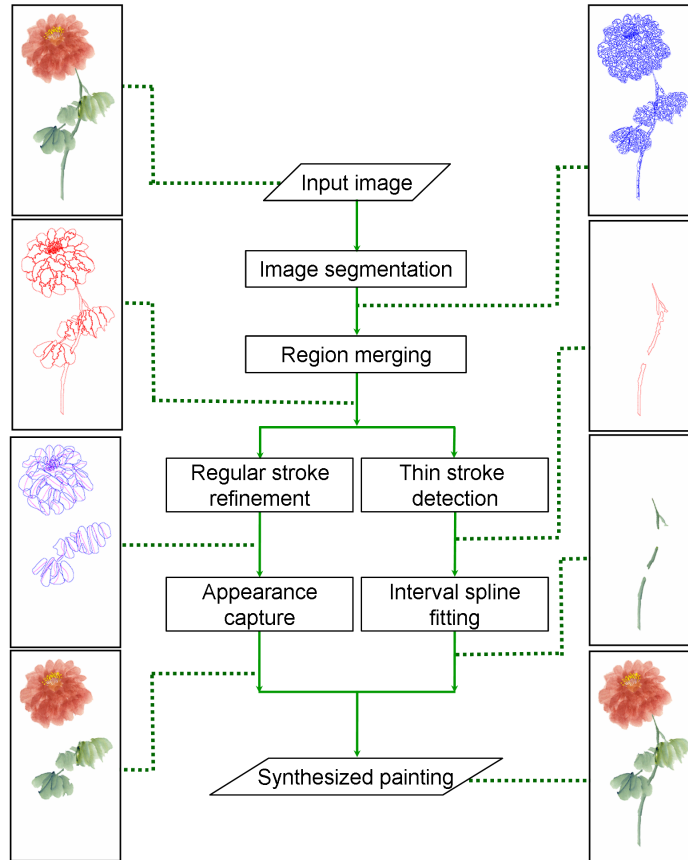 Input image
Image segmentation
Region merging
Regular stroke
refinement
Thin stroke
detection
Appearance
capture
Interval spline
fitting
Synthesized painting